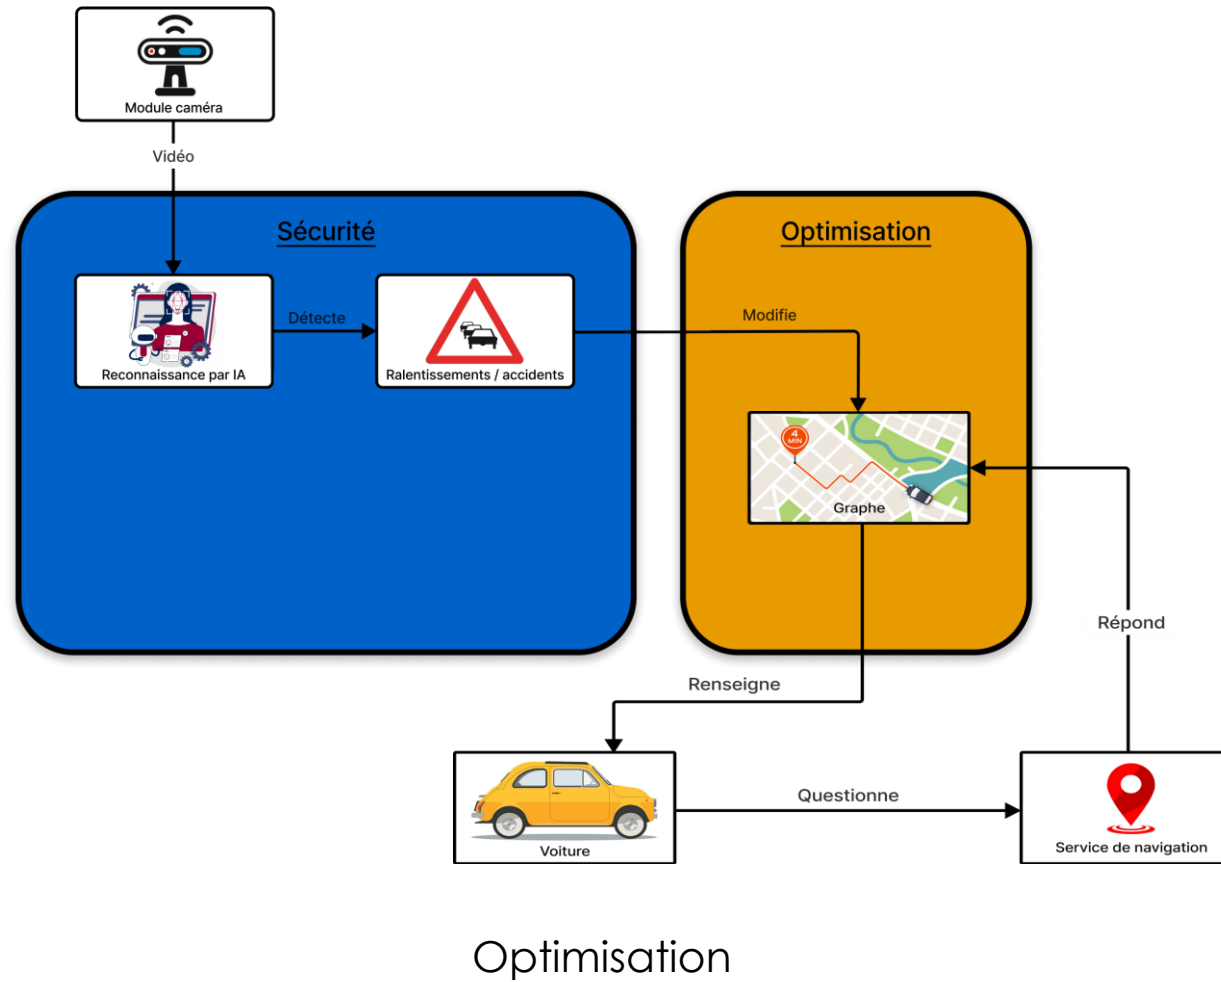 Module caméra
Vidéo
Sécurité
Optimisation
Détecte
Modifie
Reconnaissance par IA
Ralentissements / accidents
4
MIN
Graphe
Répond
Renseigne
Questionne
Voiture
Service de navigation
Optimisation